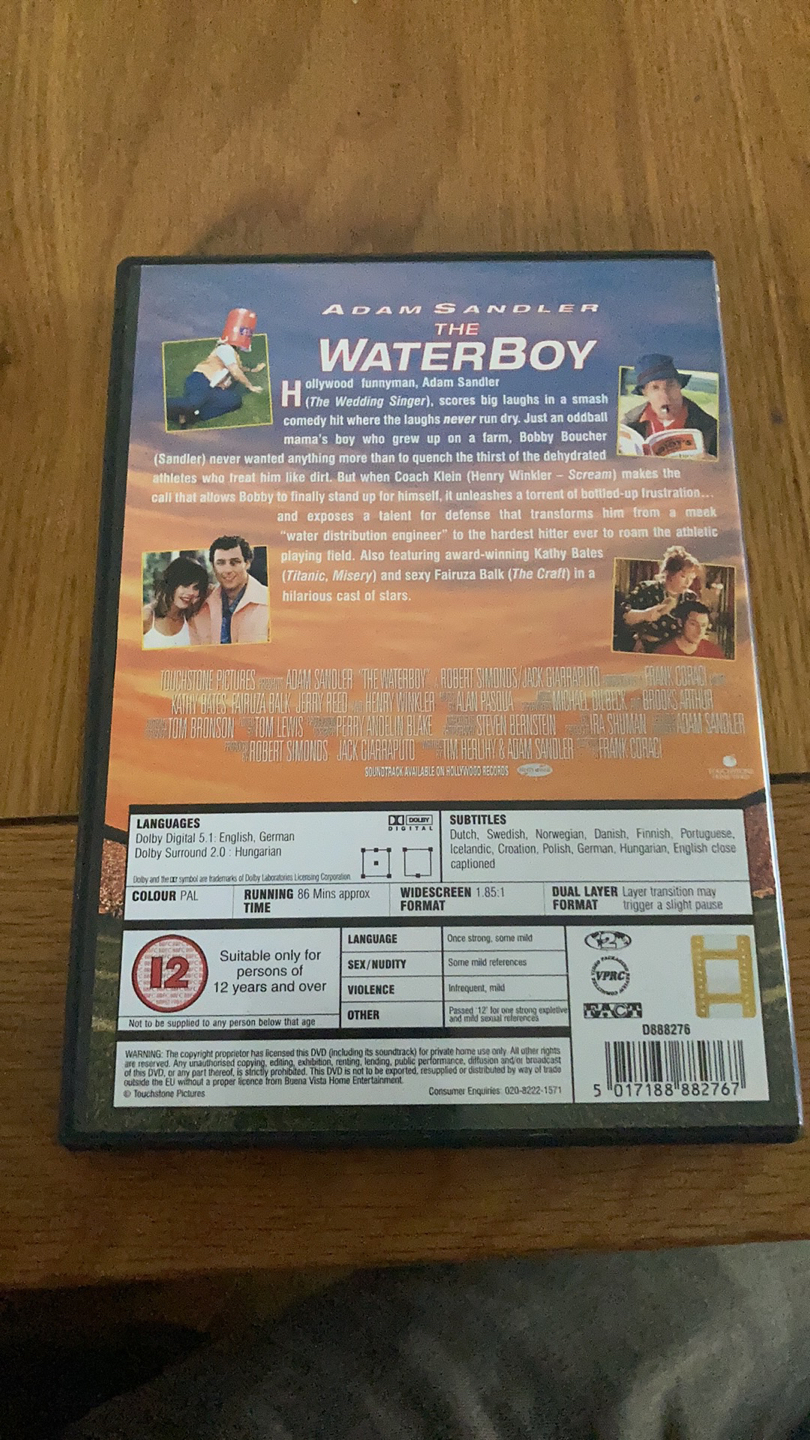 ADAM SANDLER
THE
WATERBOY
Hollywood funnyman, Adam Sandler
(The Wedding Singer), scores big laughs in a smash
comedy hit where the laughs never run dry. Just an oddball
mama's boy who grew up on a farm, Bobby Boucher
(Sandler) never wanted anything more than to quench the thirst of the dehydrated
athletes who treat him like dirt. But when Coach Klein (Henry Winkler – Scream) makes the
call that allows Bobby to finally stand up for himself, it unleashes a torrent of bottled-up frustration...
and exposes a talent for defense that transforms him from a meek
"water distribution engineer" to the hardest hitter ever to roam the athletic
playing field. Also featuring award-winning Kathy Bates
(Titanic, Misery) and sexy Fairuza Balk (The Craft) in a
hilarious cast of stars.
TOUCHSTONE PICTURES ADAM SANDLER "THE WATERBOY" ROBERT SIMONDS/JACK GIARRAPUTO FRANK CORACI
KATHY BATES FAIRUZA BALK JERRY REED HENRY WINKLER ALAN PASQUA MICHAEL DILBECK BROOKS ARTHUR
TOM BRONSON TOM LEWIS PERRY ANDELIN BLAKE STEVEN BERNSTEIN IRA SHUMAN ADAM SANDLER
ROBERT SIMONDS JACK GIARRAPUTO TIM HERLIHY & ADAM SANDLER FRANK CORACI
SOUNDTRACK AVAILABLE ON HOLLYWOOD RECORDS
TOUCHSTONE
LANGUAGES
Dolby Digital 5.1: English, German
Dolby Surround 2.0 : Hungarian
DOLBY
DIGITAL
Dolby and the symbol are trademarks of Dolby Laboratories Licensing Corporation.
SUBTITLES
Dutch, Swedish, Norwegian, Danish, Finnish, Portuguese,
Icelandic, Croation, Polish, German, Hungarian, English close
captioned
COLOUR PAL
RUNNING 86 Mins approx
TIME
WIDESCREEN 1.85:1
FORMAT
DUAL LAYER Layer transition may
FORMAT trigger a slight pause
12
Suitable only for
persons of
12 years and over
Not to be supplied to any person below that age
LANGUAGE Once strong, some mild
SEX/NUDITY Some mild references
VIOLENCE Infrequent, mild
OTHER Passed '12' for one strong expletive
and mild sexual references
2
VPRC
FACT
D888276
5 017188 882767
WARNING: The copyright proprietor has licensed this DVD (including its soundtrack) for private home use only. All other rights
are reserved. Any unauthorised copying, editing, exhibition, renting, lending, public performance, diffusion and/or broadcast
of this DVD, or any part thereof, is strictly prohibited. This DVD is not to be exported, resupplied or distributed by way of trade
outside the EU without a proper licence from Buena Vista Home Entertainment.
© Touchstone Pictures
Consumer Enquiries: 020-8222-1571